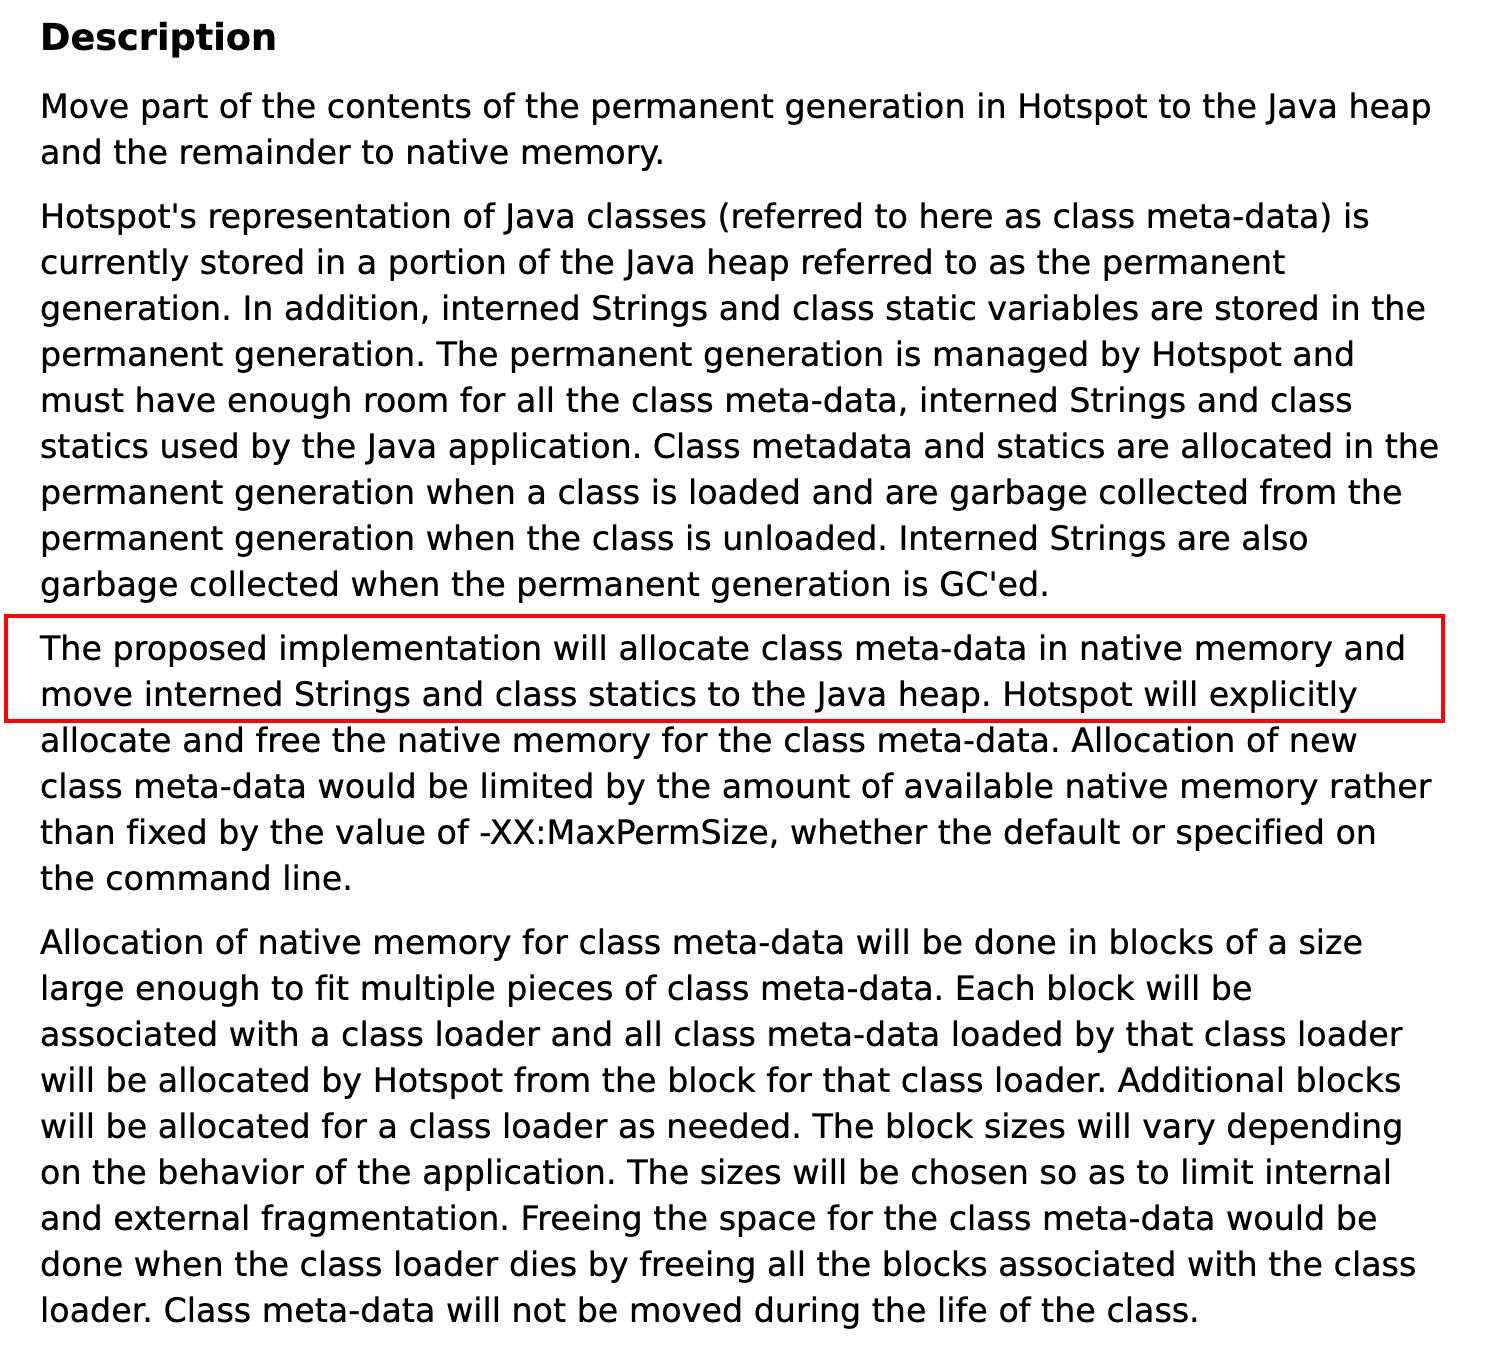 Description
Move part of the contents of the permanent generation in Hotspot to the Java heap
and the remainder to native memory.
Hotspot's representation of Java classes (referred to here as class meta-data) is
currently stored in a portion of the Java heap referred to as the permanent
generation. In addition, interned Strings and class static variables are stored in the
permanent generation. The permanent generation is managed by Hotspot and
must have enough room for all the class meta-data, interned Strings and class
statics used by the Java application. Class metadata and statics are allocated in the
permanent generation when a class is loaded and are garbage collected from the
permanent generation when the class is unloaded. Interned Strings are also
garbage collected when the permanent generation is GC'ed.
The proposed implementation will allocate class meta-data in native memory and
move interned Strings and class statics to the Java heap. Hotspot will explicitly
allocate and free the native memory for the class meta-data. Allocation of new
class meta-data would be limited by the amount of available native memory rather
than fixed by the value of -XX:MaxPermSize, whether the default or specified on
the command line.
Allocation of native memory for class meta-data will be done in blocks of a size
large enough to fit multiple pieces of class meta-data. Each block will be
associated with a class loader and all class meta-data loaded by that class loader
will be allocated by Hotspot from the block for that class loader. Additional blocks
will be allocated for a class loader as needed. The block sizes will vary depending
on the behavior of the application. The sizes will be chosen so as to limit internal
and external fragmentation. Freeing the space for the class meta-data would be
done when the class loader dies by freeing all the blocks associated with the class
loader. Class meta-data will not be moved during the life of the class.